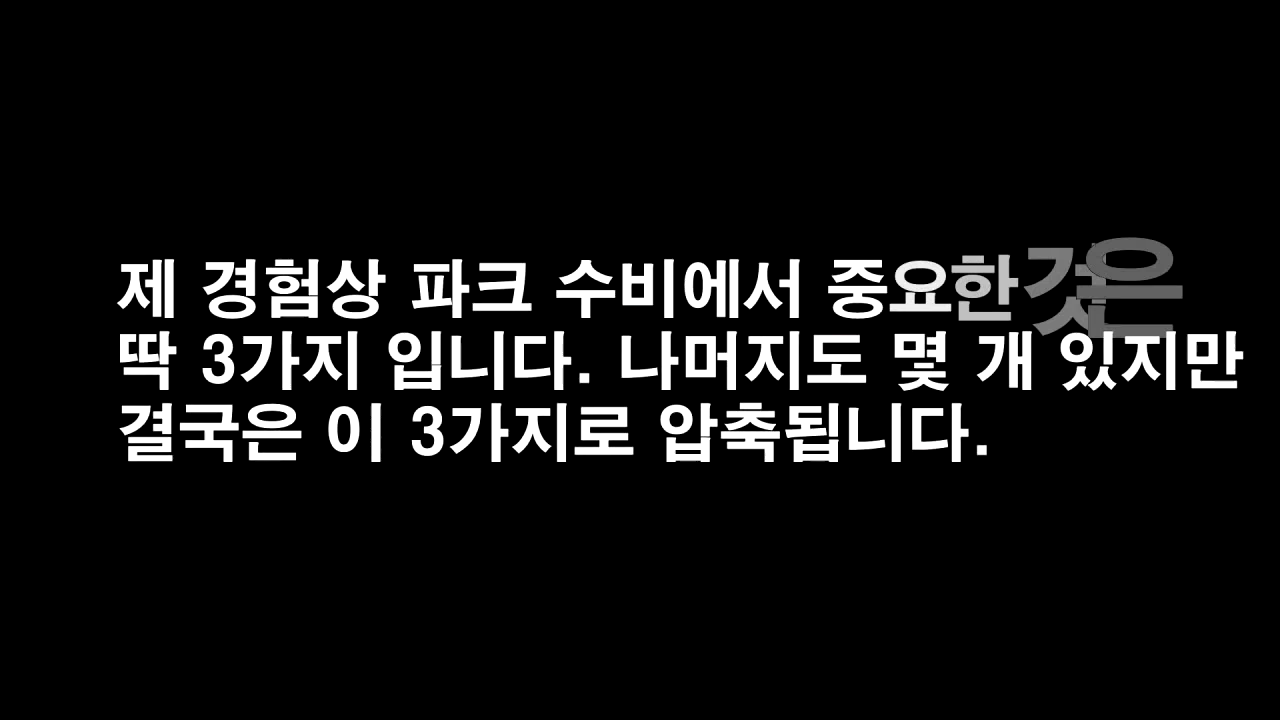 제 경험상 파크 수비에서 중요한것은
딱 3가지 입니다. 나머지도 몇 개 있지만
결국은 이 3가지로 압축됩니다.